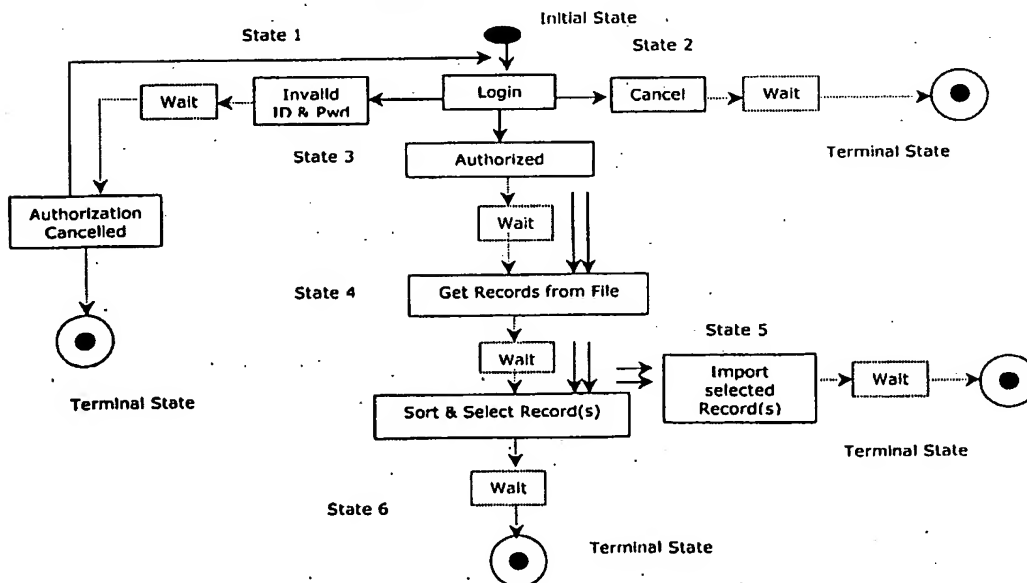 Initial State
State 1
State 2
Wait
Invalid
ID & Pwd
Login
Cancel
Wait
Terminal State
State 3
Authorized
Authorization
Cancelled
Wait
State 4
Get Records from File
State 5
Wait
Import
selected
Record(s)
Wait
Terminal State
Sort & Select Record(s)
Terminal State
Wait
State 6
Terminal State